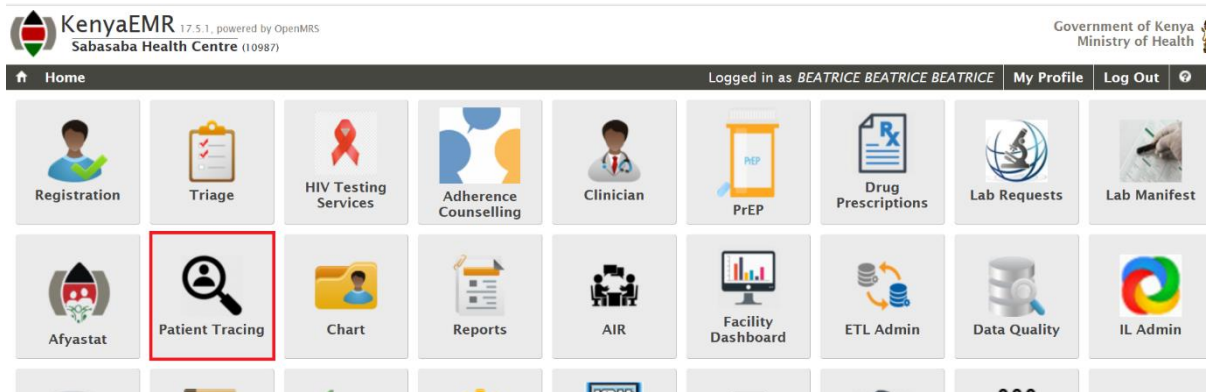 KenyaEMR 17.5.1, powered by OpenMRS
Sabasaba Health Centre (10987)
Government of Kenya
Ministry of Health
Home
Logged in as BEATRICE BEATRICE BEATRICE
My Profile
Log Out
?
Registration
Triage
HIV Testing
Services
Adherence
Counselling
Clinician
PrEP
PrEP
Rx
Drug
Prescriptions
Lab Requests
Lab Manifest
Afyastat
Patient Tracing
Chart
Reports
AIR
Facility
Dashboard
ETL Admin
Data Quality
IL Admin